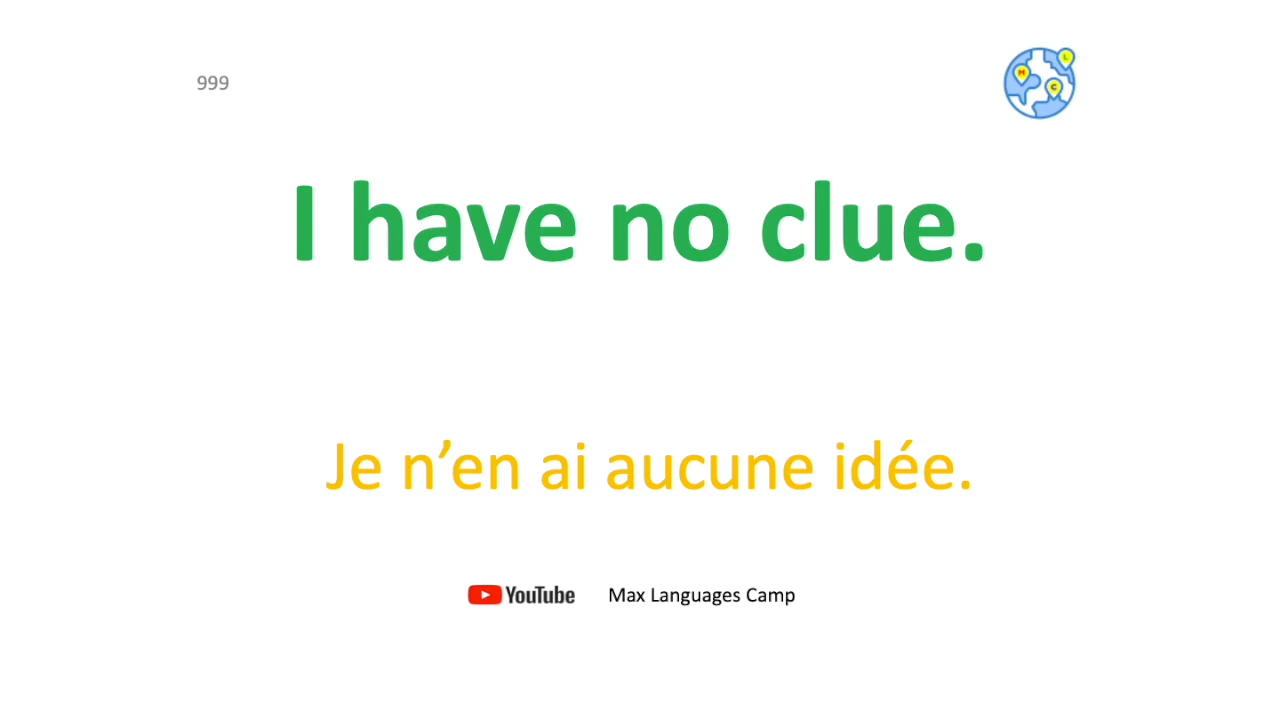 999
M
L
C
I have no clue.
Je n’en ai aucune idée.
YouTube Max Languages Camp